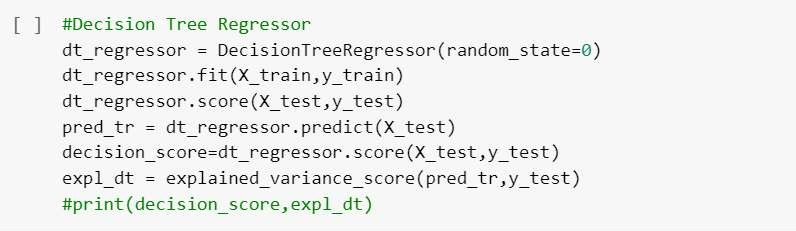 [ ] #Decision Tree Regressor
dt_regressor = DecisionTreeRegressor(random_state=0)
dt_regressor.fit(X_train,y_train)
dt_regressor.score(X_test,y_test)
pred_tr = dt_regressor.predict(X_test)
decision_score=dt_regressor.score(X_test,y_test)
expl_dt = explained_variance_score(pred_tr,y_test)
#print(decision_score,expl_dt)